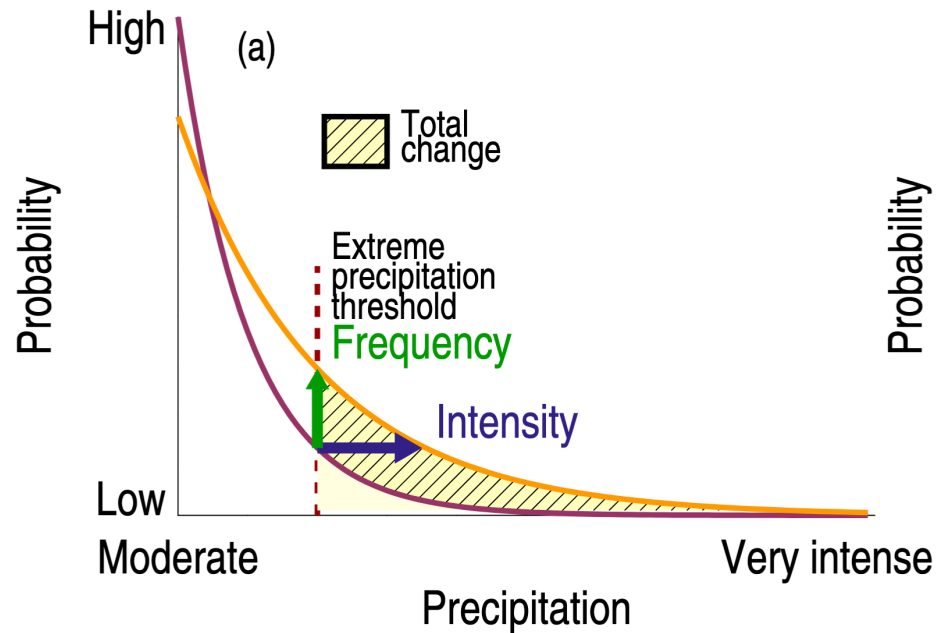 High
(a)
Total
change
Probability
Probability
Extreme
precipitation
threshold
Frequency
Intensity
Low
Moderate
Very intense
Precipitation